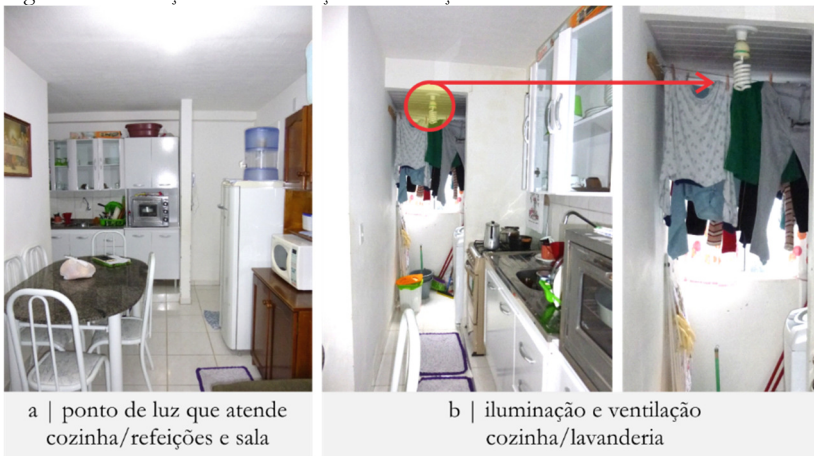 a | ponto de luz que atende
cozinha/refeições e sala
b | iluminação e ventilação
cozinha/lavanderia